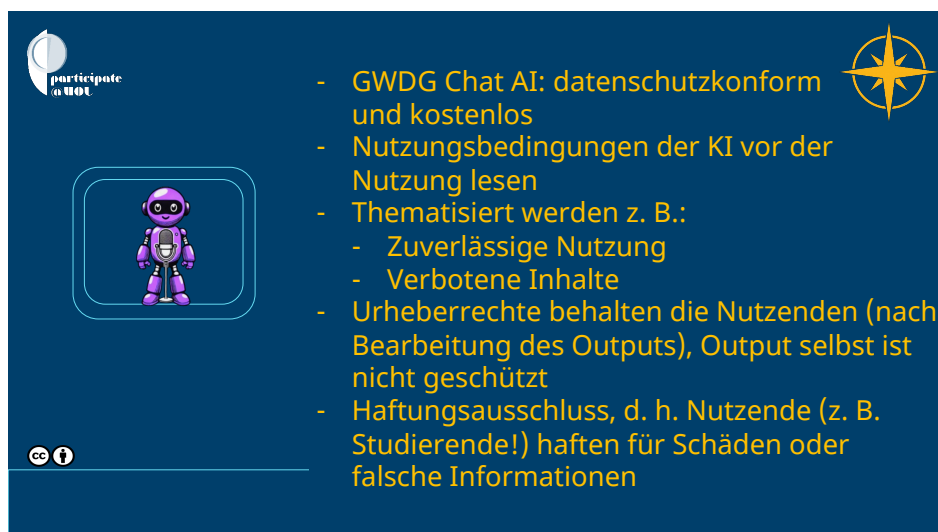 participate
@UOL
- GWDG Chat AI: datenschutzkonform
und kostenlos
- Nutzungsbedingungen der KI vor der
Nutzung lesen
- Thematisiert werden z. B.:
- Zuverlässige Nutzung
- Verbotene Inhalte
- Urheberrechte behalten die Nutzenden (nach
Bearbeitung des Outputs), Output selbst ist
nicht geschützt
- Haftungsausschluss, d. h. Nutzende (z. B.
Studierende!) haften für Schäden oder
falsche Informationen
cc